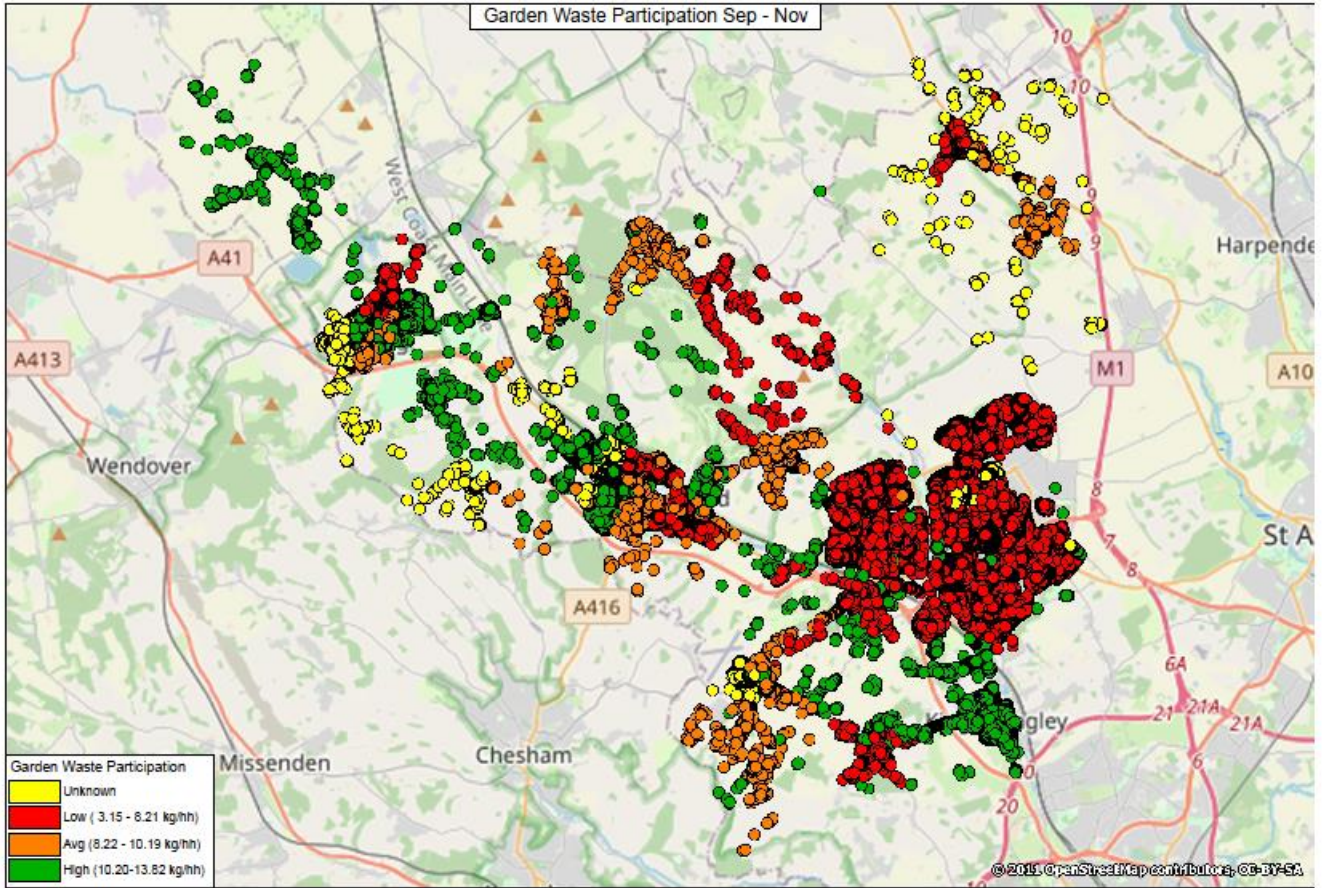 Garden Waste Participation Sep - Nov
10
10
West Coast Main Line
9
9
Harpende
A41
A413
M1
A10
Wendover
8
St A
7
8
d
A416
6A
21
21A
21A
gley
Chesham
Missenden
6
20
Garden Waste Participation
Unknown
Low ( 3.15 - 8.21 kg/hh)
Avg (8.22 - 10.19 kg/hh)
High (10.20-13.82 kg/hh)
© 2011 OpenStreetMap contributors, CC-BY-SA